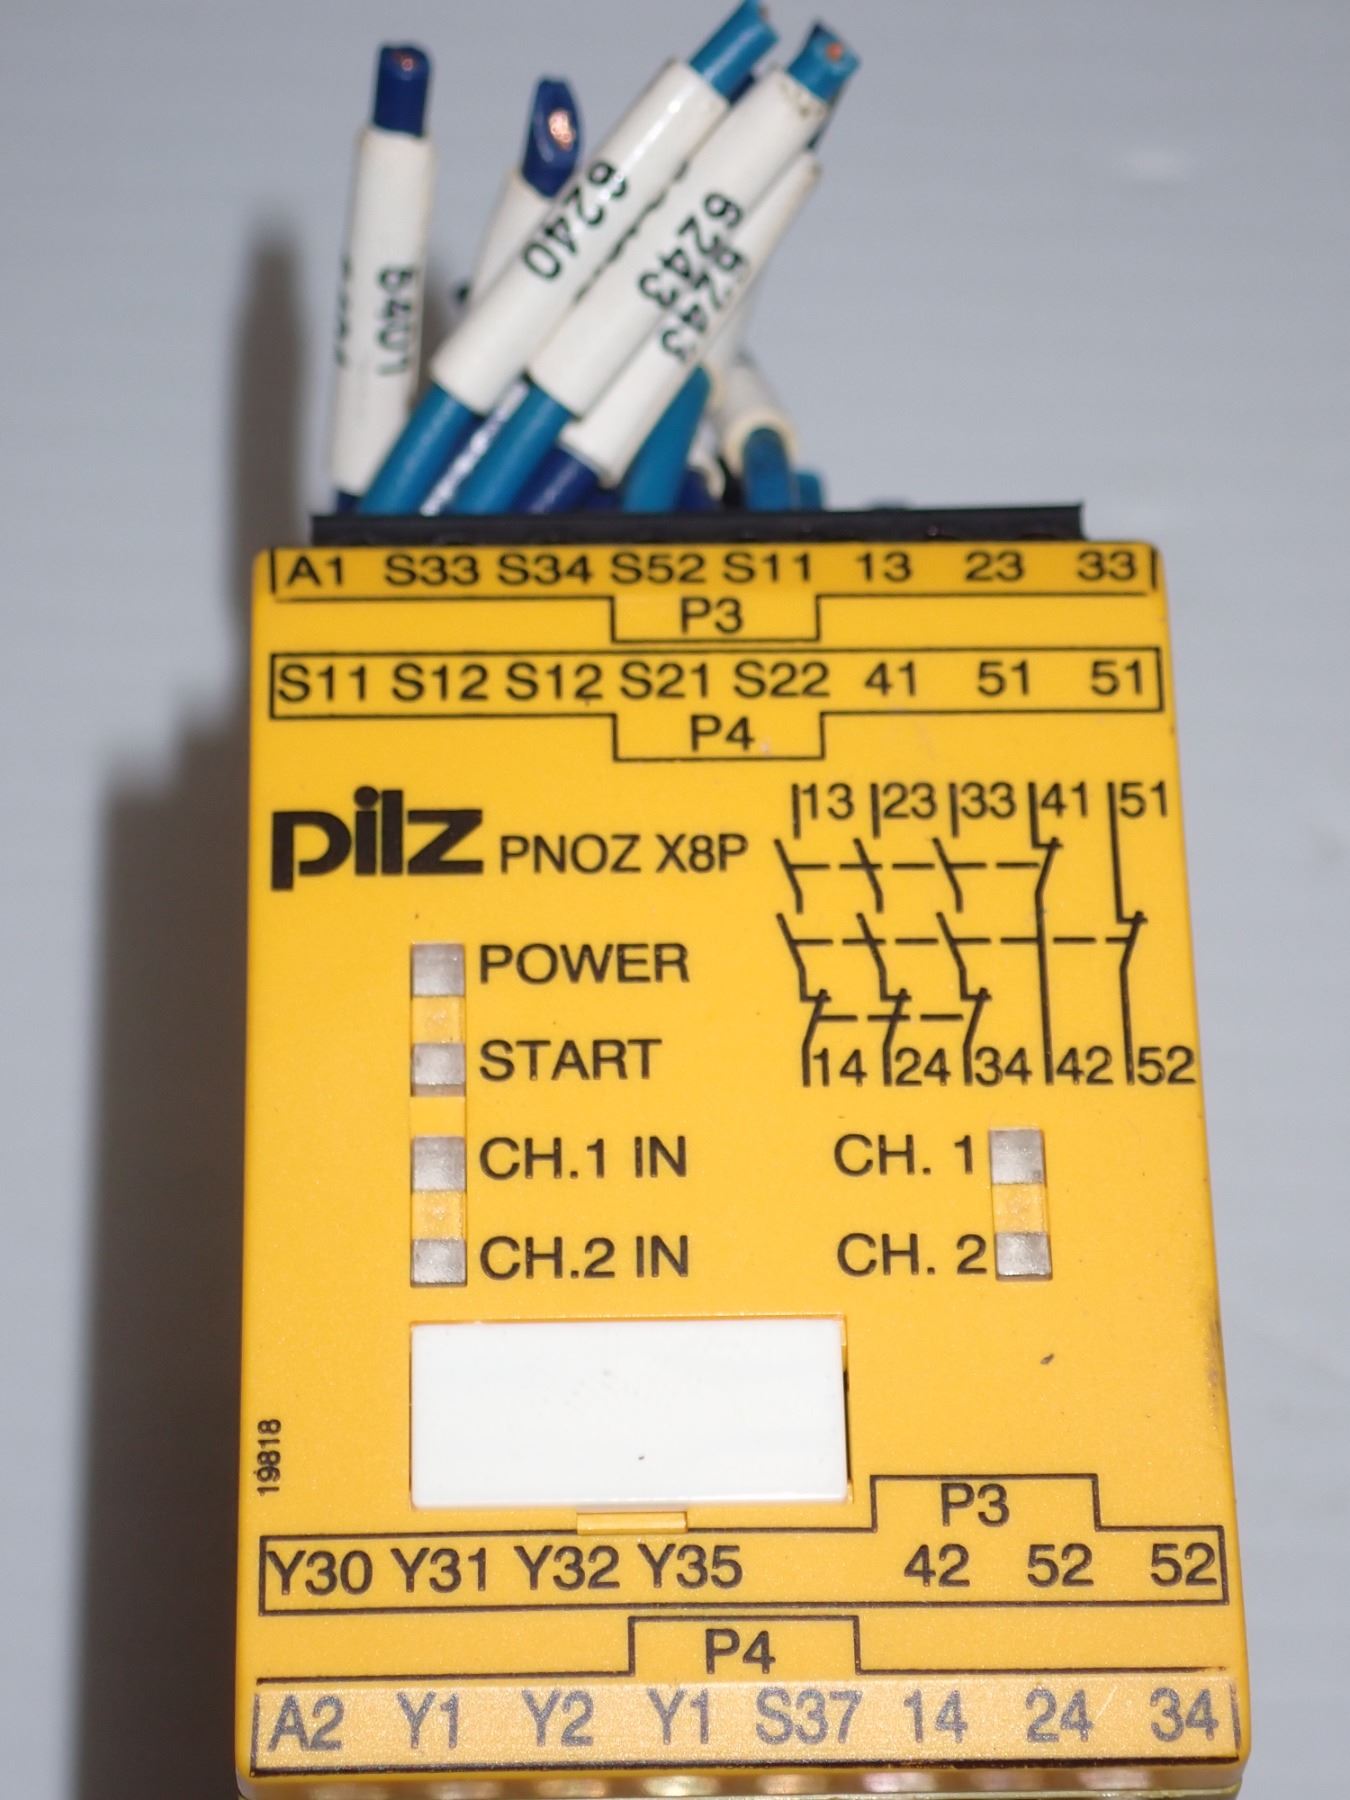 6401
6240
6243
6243
A1 S33 S34 S52 S11 13 23 33
P3
S11 S12 S12 S21 S22 41 51 51
P4
pilz PNOZ X8P
13 23 33 41 51
14 24 34 42 52
POWER
START
CH.1 IN CH. 1
CH.2 IN CH. 2
19818
P3
Y30 Y31 Y32 Y35 42 52 52
P4
A2 Y1 Y2 Y1 S37 14 24 34